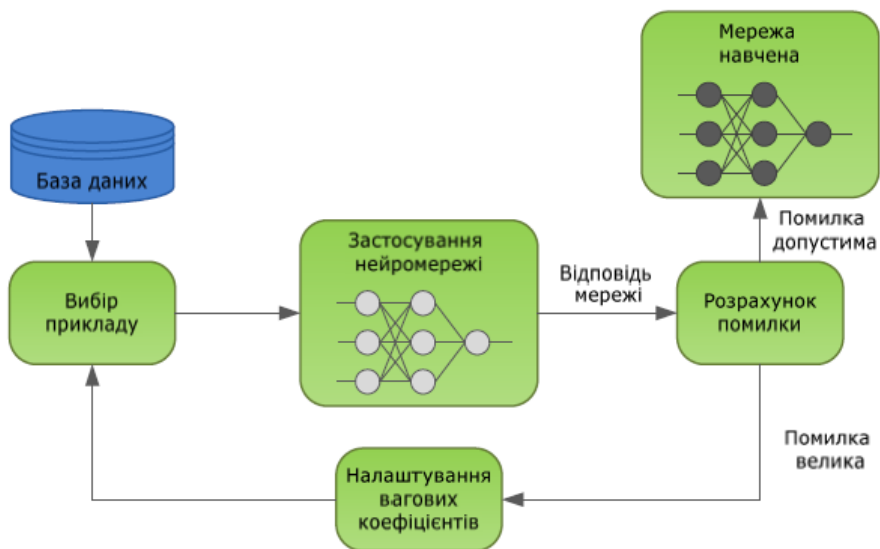 Мережа
навчена
База даних
Застосування
нейромережі
Помилка
допустима
Відповідь
мережі
Вибір
прикладу
Розрахунок
помилки
Помилка
велика
Налаштування
вагових
коефіцієнтів